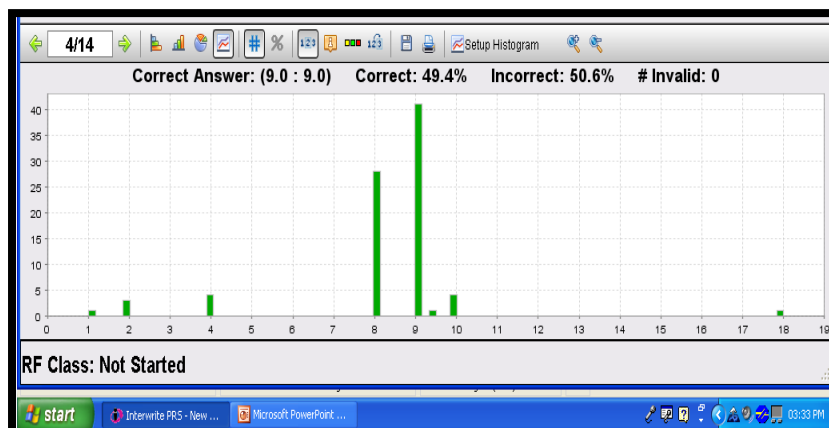 4/14 # % 123 123 Setup Histogram
Correct Answer: (9.0 : 9.0) Correct: 49.4% Incorrect: 50.6% # Invalid: 0
40
35
30
25
20
15
10
5
0
0 1 2 3 4 5 6 7 8 9 10 11 12 13 14 15 16 17 18 19
RF Class: Not Started
start Interwrite PRS - New ... Microsoft PowerPoint ... 03:33 PM